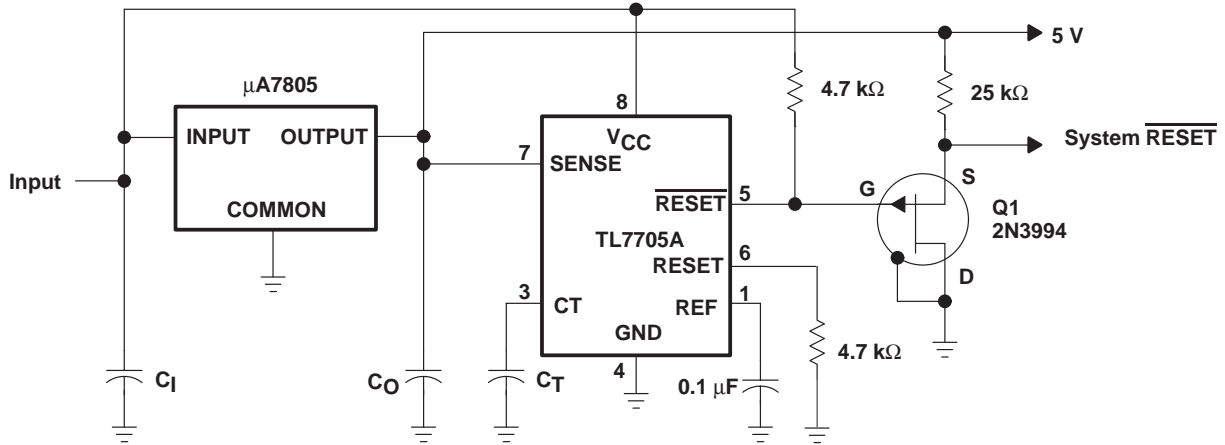 5 V
μA7805
4.7 kΩ
25 kΩ
8
INPUT
OUTPUT
VCC
System RESET
7
SENSE
Input
COMMON
RESET
5
G
S
Q1
2N3994
TL7705A
RESET
6
D
3
CT
REF
1
GND
4.7 kΩ
4
CI
CO
CT
0.1 μF